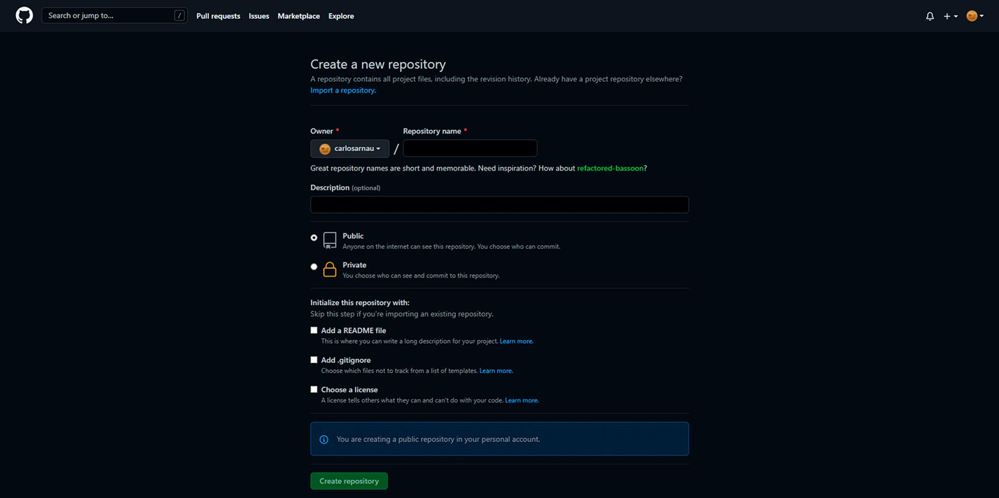 Search or jump to... /
Pull requests Issues Marketplace Explore
Create a new repository
A repository contains all project files, including the revision history. Already have a project repository elsewhere?
Import a repository.
Owner * Repository name *
carlosarnau /
Great repository names are short and memorable. Need inspiration? How about refactored-bassoon?
Description (optional)
Public
Anyone on the internet can see this repository. You choose who can commit.
Private
You choose who can see and commit to this repository.
Initialize this repository with:
Skip this step if you're importing an existing repository.
Add a README file
This is where you can write a long description for your project. Learn more.
Add .gitignore
Choose which files not to track from a list of templates. Learn more.
Choose a license
A license tells others what they can and can't do with your code. Learn more.
You are creating a public repository in your personal account.
Create repository